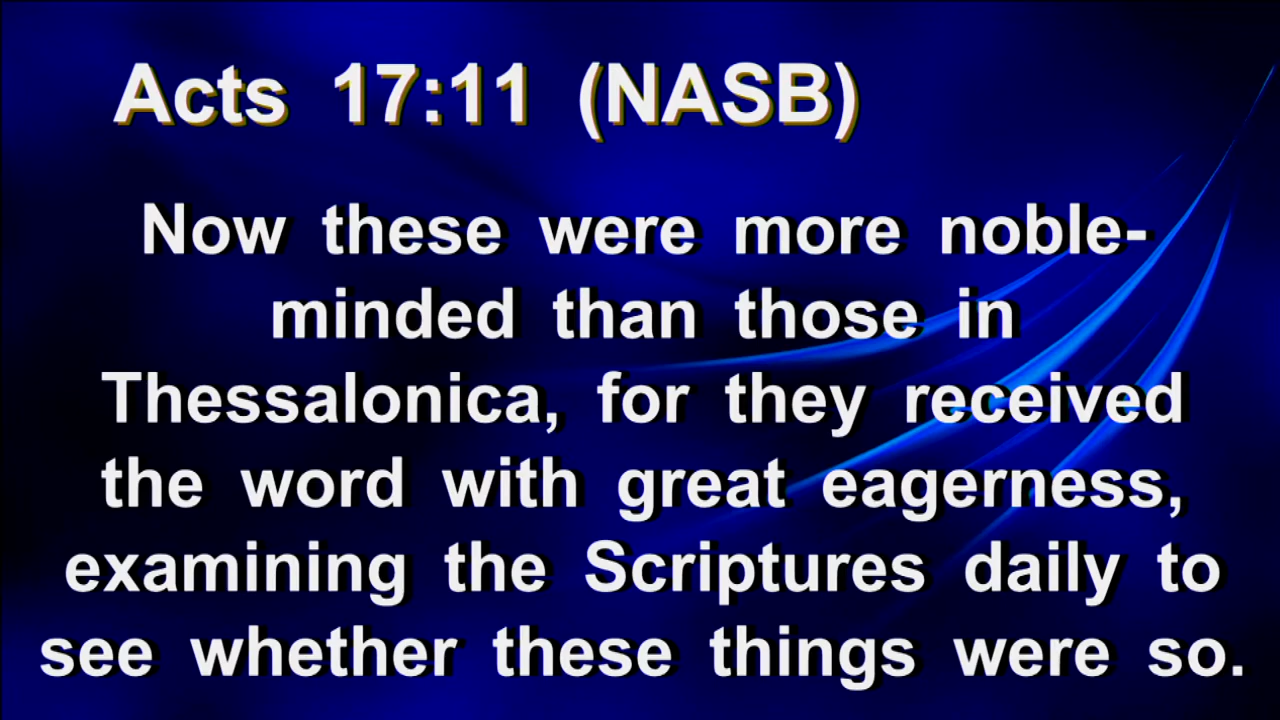 Acts 17:11 (NASB)
Now these were more noble-
minded than those in
Thessalonica, for they received
the word with great eagerness,
examining the Scriptures daily to
see whether these things were so.